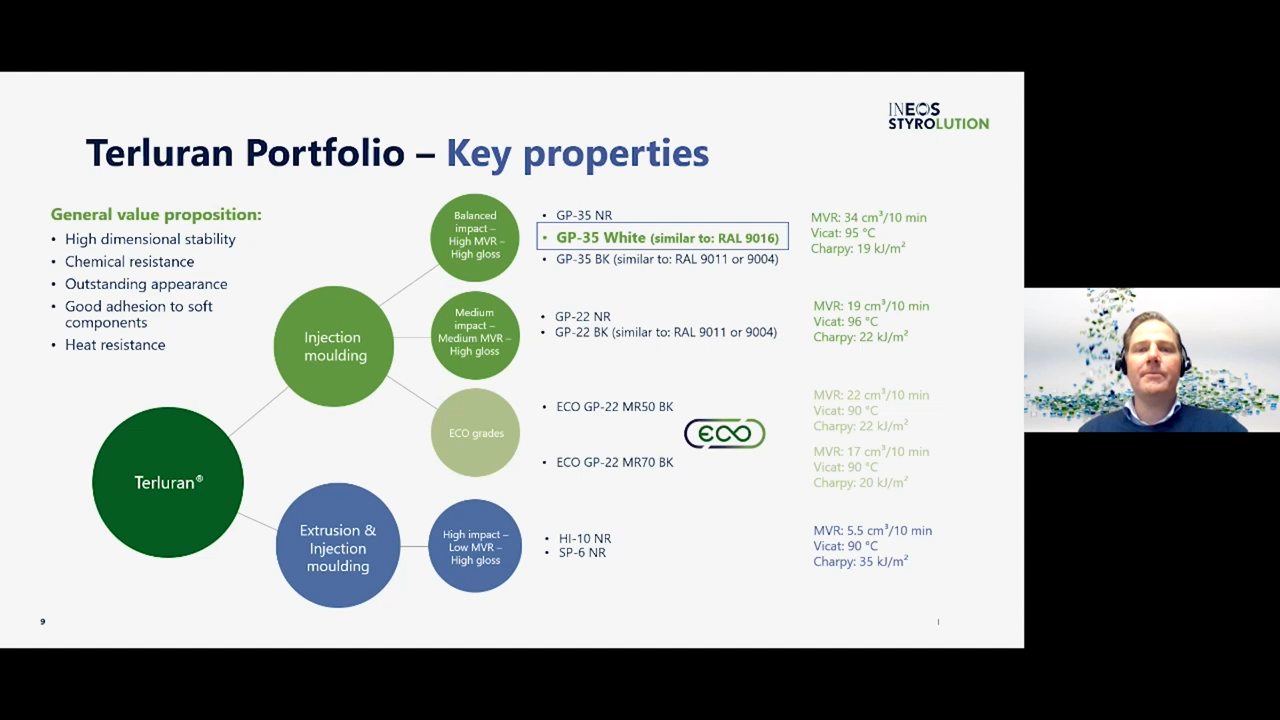 INEOS
STYROLUTION
Terluran Portfolio – Key properties
General value proposition:
• High dimensional stability
• Chemical resistance
• Outstanding appearance
• Good adhesion to soft
components
• Heat resistance
Terluran®
Injection
moulding
Extrusion &
Injection
moulding
Balanced
impact –
High MVR –
High gloss
• GP-35 NR
• GP-35 White (similar to: RAL 9016)
• GP-35 BK (similar to: RAL 9011 or 9004)
MVR: 34 cm³/10 min
Vicat: 95 °C
Charpy: 19 kJ/m²
Medium
impact –
Medium MVR –
High gloss
• GP-22 NR
• GP-22 BK (similar to: RAL 9011 or 9004)
MVR: 19 cm³/10 min
Vicat: 96 °C
Charpy: 22 kJ/m²
ECO grades
• ECO GP-22 MR50 BK
ECO
MVR: 22 cm³/10 min
Vicat: 90 °C
Charpy: 22 kJ/m²
• ECO GP-22 MR70 BK
MVR: 17 cm³/10 min
Vicat: 90 °C
Charpy: 20 kJ/m²
High impact –
Low MVR –
High gloss
• HI-10 NR
• SP-6 NR
MVR: 5.5 cm³/10 min
Vicat: 90 °C
Charpy: 35 kJ/m²
9
I